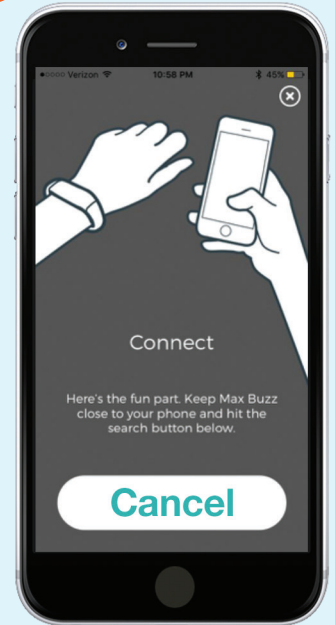 Verizon 10:58 PM 45%
Connect
Here's the fun part. Keep Max Buzz
close to your phone and hit the
search button below.
Cancel